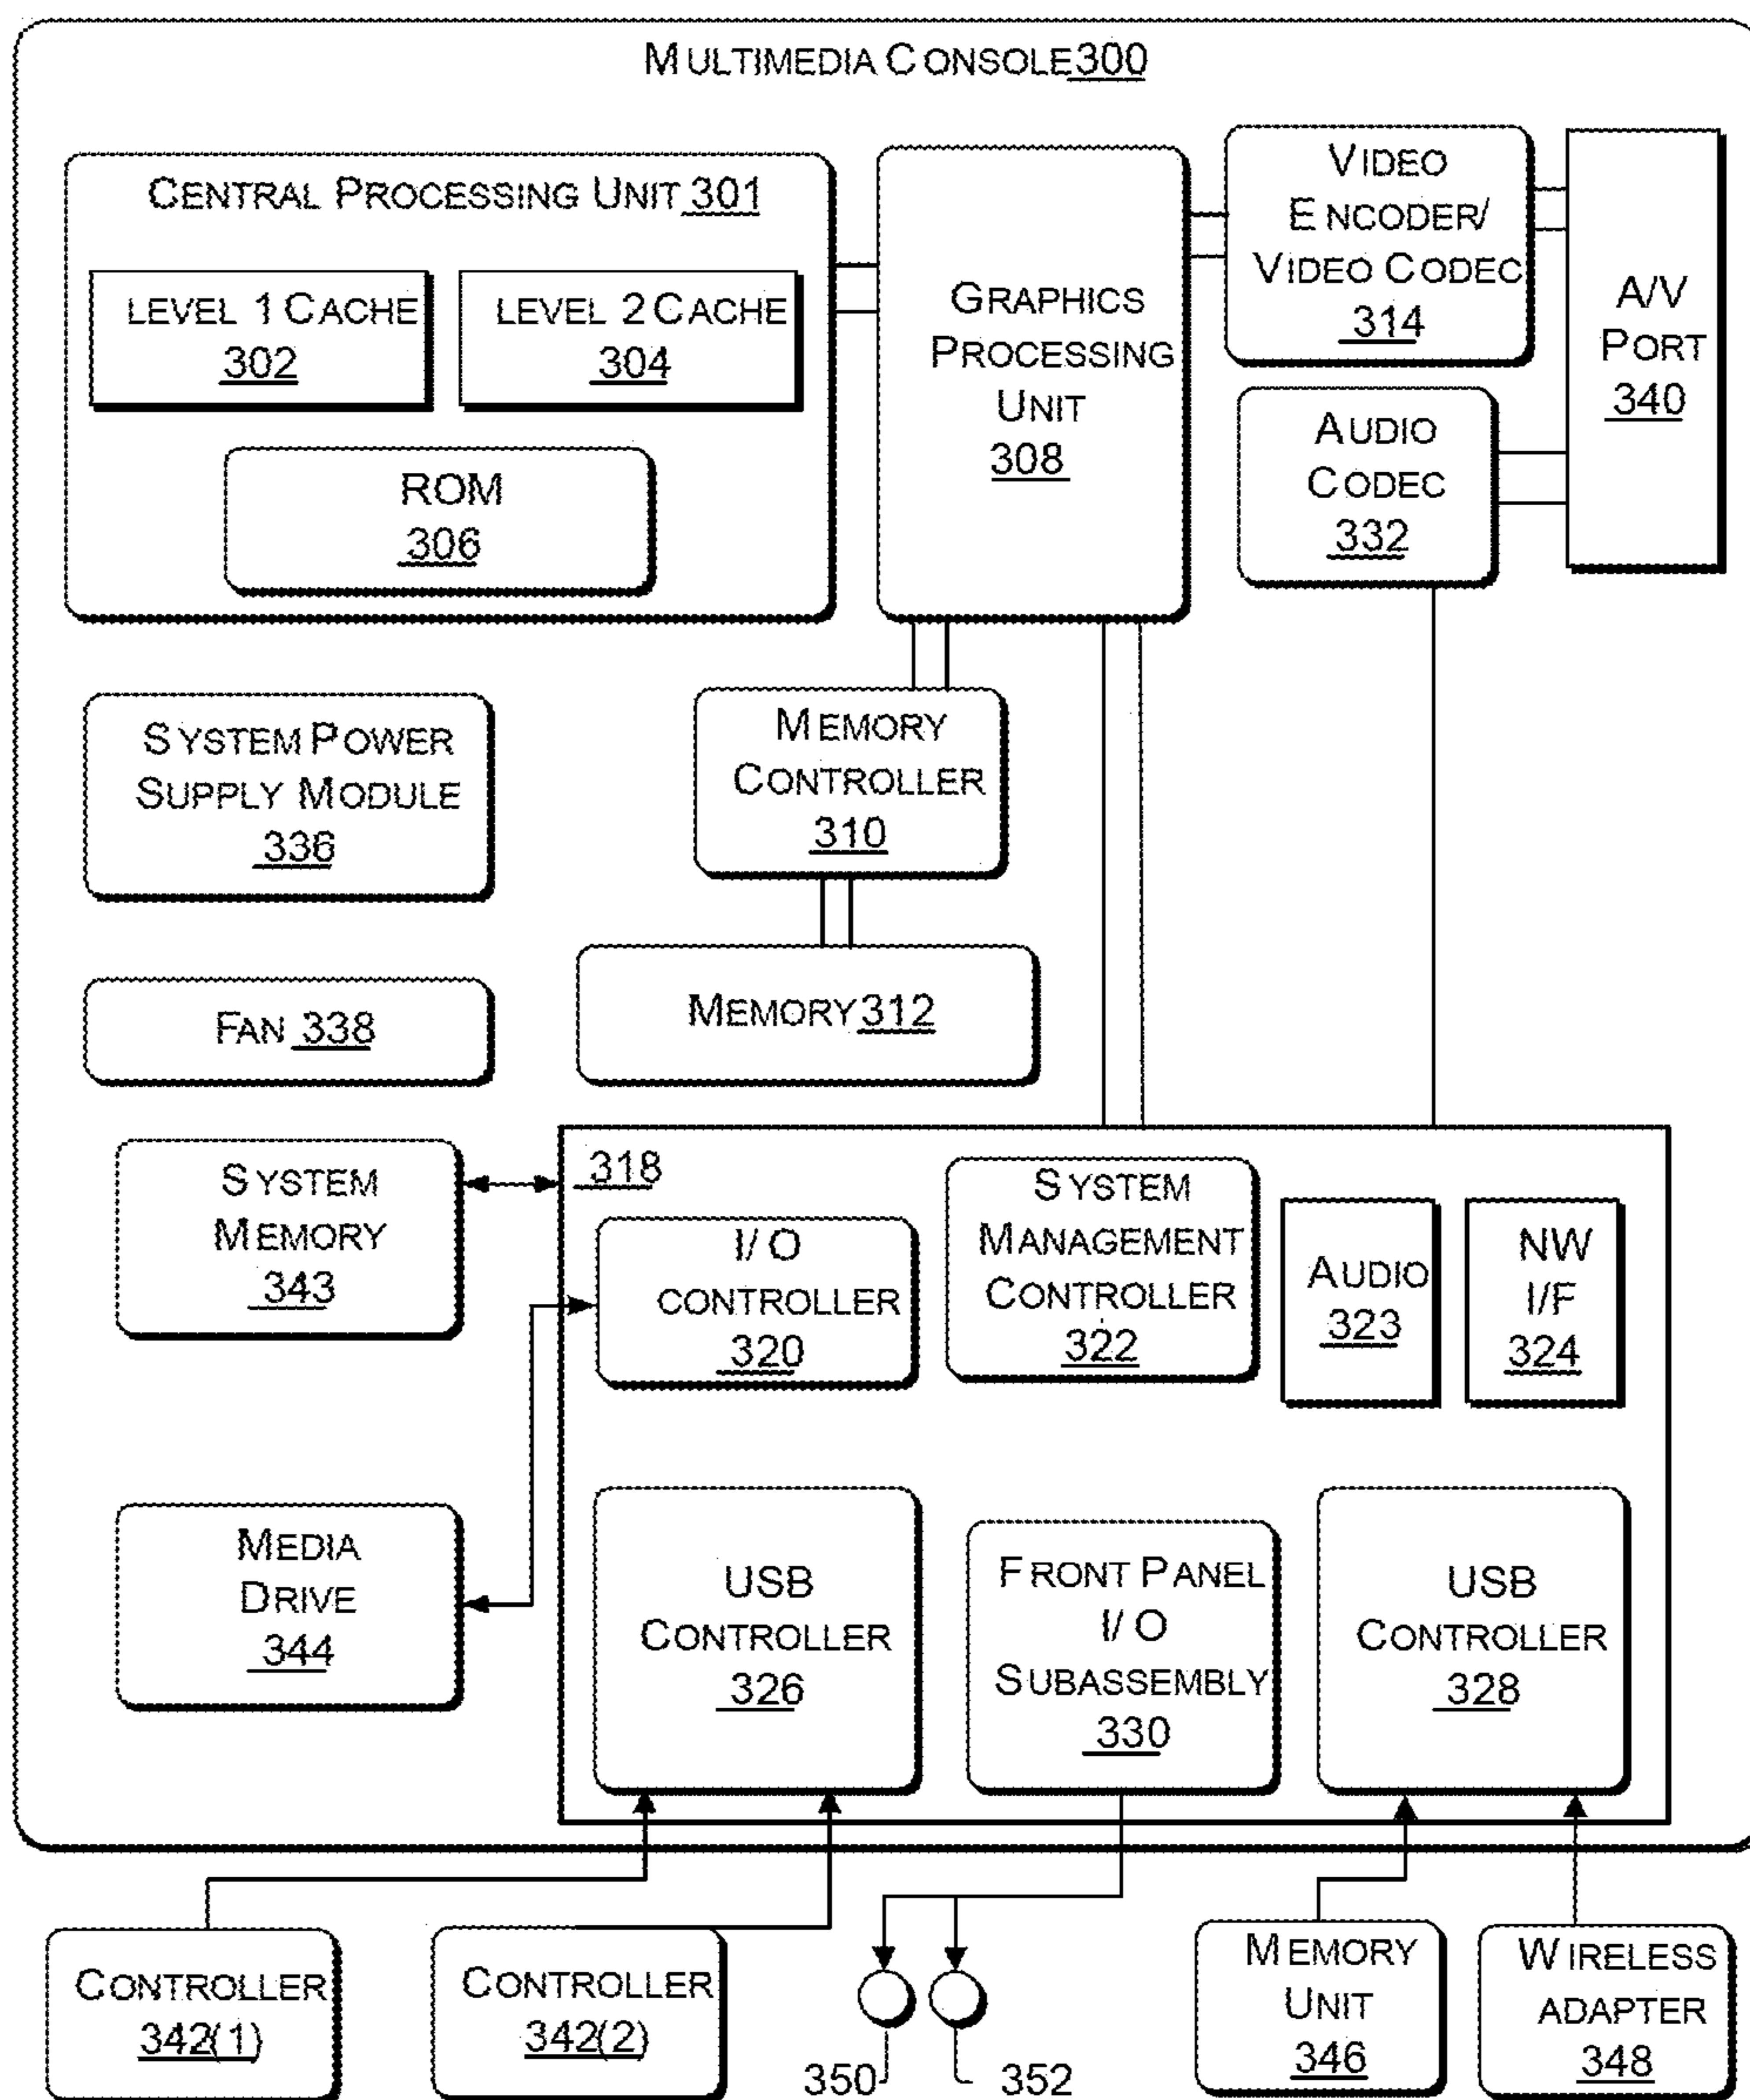 MULTIMEDIA CONSOLE 300
CENTRAL PROCESSING UNIT 301
LEVEL 1 CACHE
302
LEVEL 2 CACHE
304
ROM
306
GRAPHICS
PROCESSING
UNIT
308
VIDEO
ENCODER/
VIDEO CODEC
314
AUDIO
CODEC
332
A/V
PORT
340
SYSTEM POWER
SUPPLY MODULE
336
MEMORY
CONTROLLER
310
FAN 338
MEMORY 312
SYSTEM
MEMORY
343
318
I/O
CONTROLLER
320
SYSTEM
MANAGEMENT
CONTROLLER
322
AUDIO
323
NW
I/F
324
MEDIA
DRIVE
344
USB
CONTROLLER
326
FRONT PANEL
I/O
SUBASSEMBLY
330
USB
CONTROLLER
328
CONTROLLER
342(1)
CONTROLLER
342(2)
350
352
MEMORY
UNIT
346
WIRELESS
ADAPTER
348